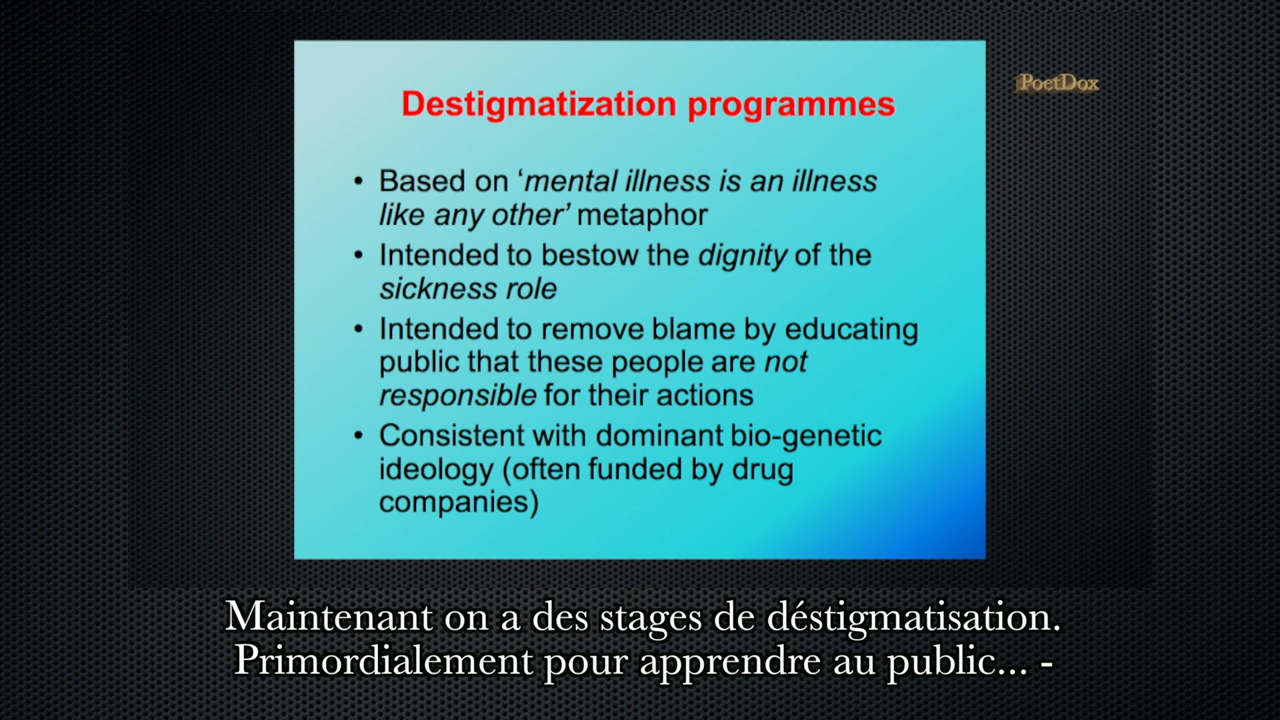 PoetDox
Destigmatization programmes
• Based on ‘mental illness is an illness
like any other’ metaphor
• Intended to bestow the dignity of the
sickness role
• Intended to remove blame by educating
public that these people are not
responsible for their actions
• Consistent with dominant bio-genetic
ideology (often funded by drug
companies)
Maintenant on a des stages de déstigmatisation.
Primordialement pour apprendre au public... -